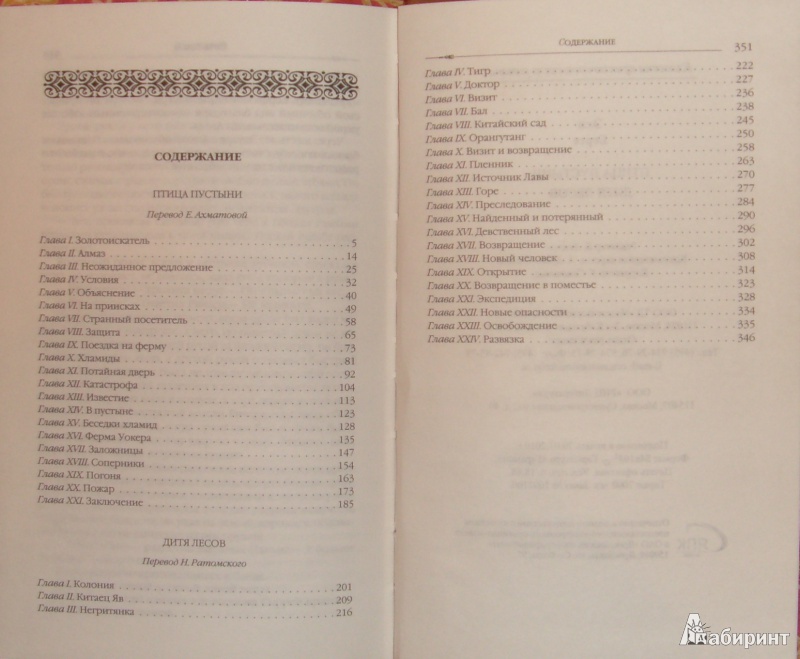 СОДЕРЖАНИЕ
ПТИЦА ПУСТЫНИ
Перевод Е. Ахматовой
Глава I. Золотоискатель 5
Глава II. Алмаз 14
Глава III. Неожиданное предложение 25
Глава IV. Условия 32
Глава V. Объяснение 40
Глава VI. На приисках 49
Глава VII. Странный посетитель 58
Глава VIII. Защита 65
Глава IX. Поездка на ферму 73
Глава X. Хламиды 81
Глава XI. Потайная дверь 92
Глава XII. Катастрофа 104
Глава XIII. Известие 113
Глава XIV. В пустыне 123
Глава XV. Беседки хламид 128
Глава XVI. Ферма Уокера 135
Глава XVII. Заложницы 147
Глава XVIII. Соперники 154
Глава XIX. Погоня 163
Глава XX. Пожар 173
Глава XXI. Заключение 185
ДИТЯ ЛЕСОВ
Перевод Н. Ратомского
Глава I. Колония 201
Глава II. Китаец Яв 209
Глава III. Негритянка 216
СОДЕРЖАНИЕ 351
Глава IV. Тигр 222
Глава V. Доктор 227
Глава VI. Визит 236
Глава VII. Бал 238
Глава VIII. Китайский сад 245
Глава IX. Орангутанг 250
Глава X. Визит и возвращение 258
Глава XI. Пленник 263
Глава XII. Источник Лавы 270
Глава XIII. Горе 277
Глава XIV. Преследование 284
Глава XV. Найденный и потерянный 290
Глава XVI. Девственный лес 296
Глава XVII. Возвращение 302
Глава XVIII. Новый человек 308
Глава XIX. Открытие 314
Глава XX. Возвращение в поместье 323
Глава XXI. Экспедиция 328
Глава XXII. Новые опасности 334
Глава XXIII. Освобождение 335
Глава XXIV. Развязка 346
Лабиринт